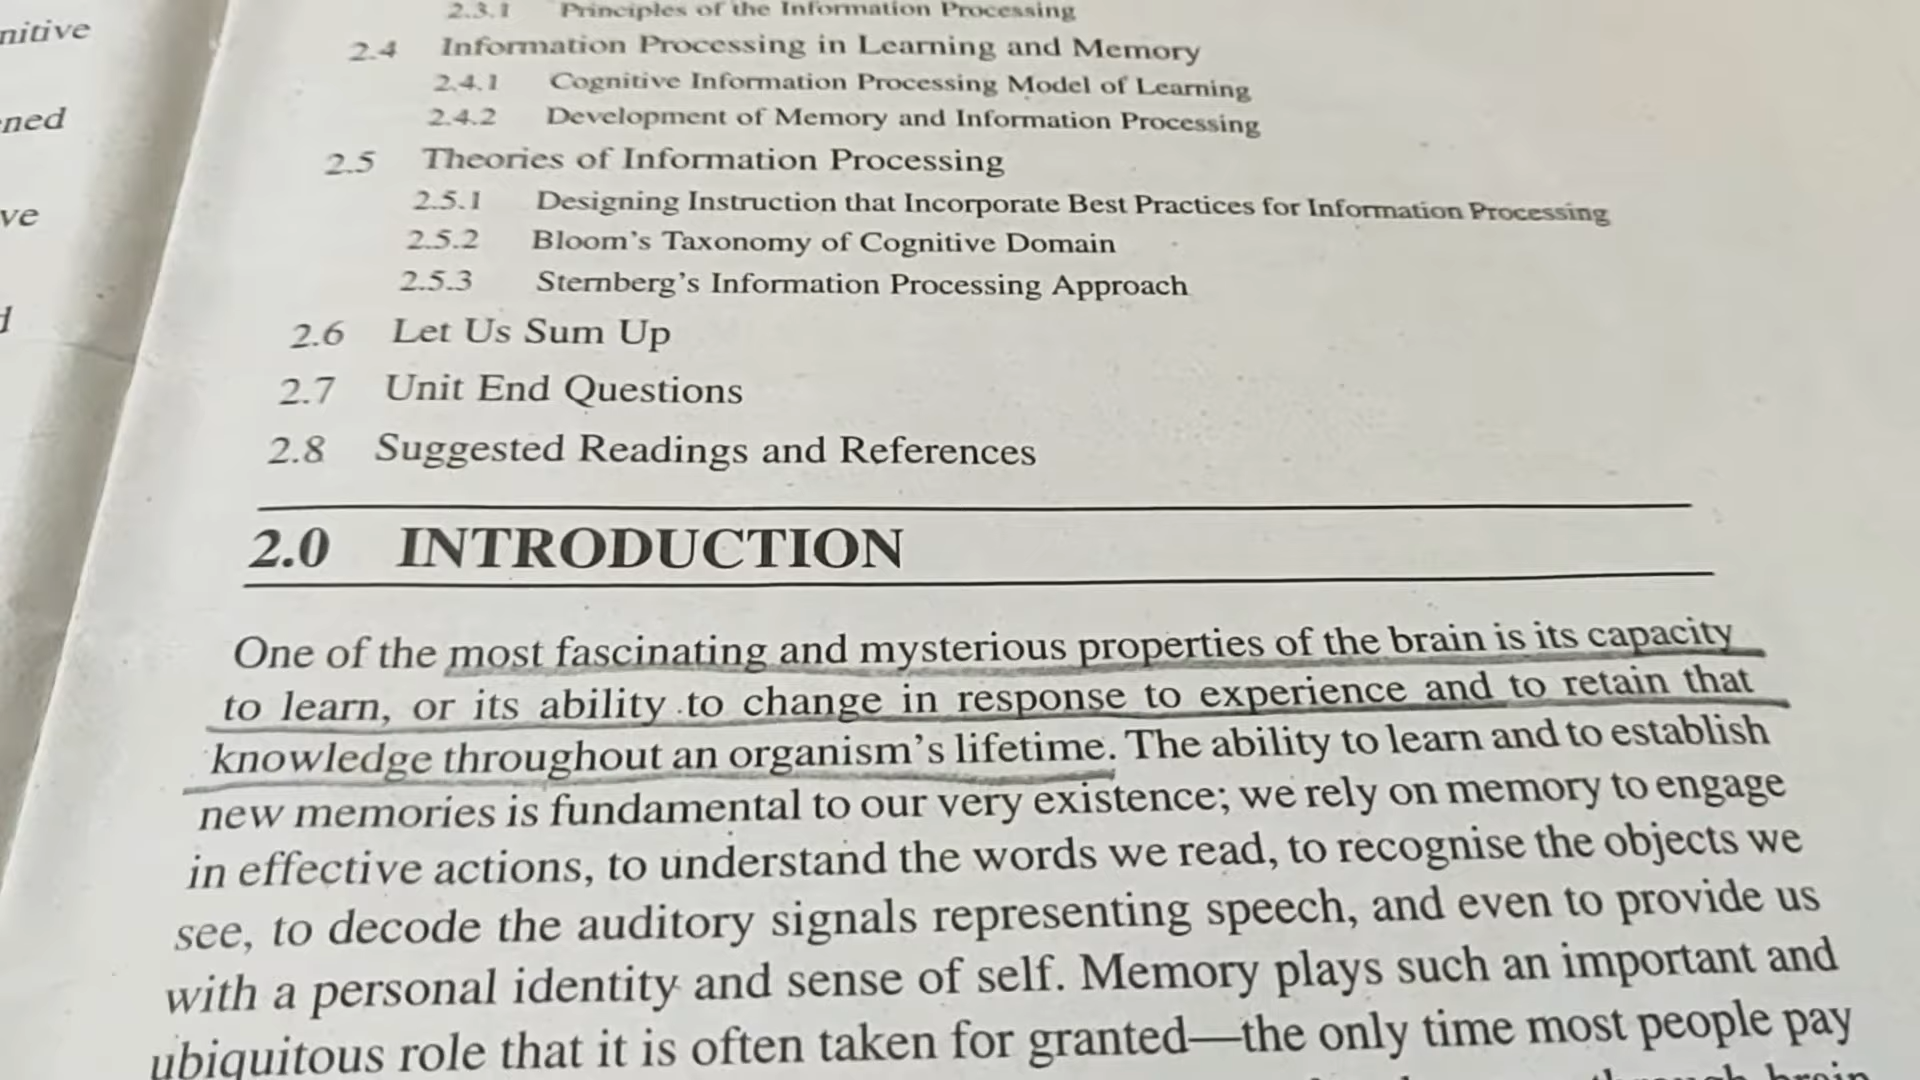 nitive
ned
ve
d
2.3.1 Principles of the Information Processing
2.4 Information Processing in Learning and Memory
2.4.1 Cognitive Information Processing Model of Learning
2.4.2 Development of Memory and Information Processing
2.5 Theories of Information Processing
2.5.1 Designing Instruction that Incorporate Best Practices for Information Processing
2.5.2 Bloom's Taxonomy of Cognitive Domain
2.5.3 Sternberg's Information Processing Approach
2.6 Let Us Sum Up
2.7 Unit End Questions
2.8 Suggested Readings and References
2.0 INTRODUCTION
One of the most fascinating and mysterious properties of the brain is its capacity
to learn, or its ability to change in response to experience and to retain that
knowledge throughout an organism's lifetime. The ability to learn and to establish
new memories is fundamental to our very existence; we rely on memory to engage
in effective actions, to understand the words we read, to recognise the objects we
see, to decode the auditory signals representing speech, and even to provide us
with a personal identity and sense of self. Memory plays such an important and
ubiquitous role that it is often taken for granted—the only time most people pay
through brain